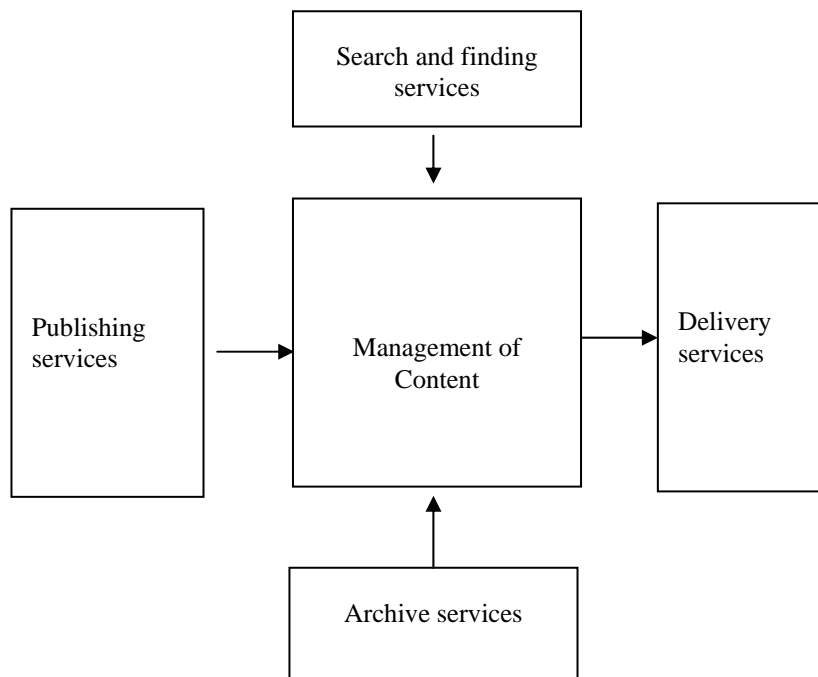 Search and finding
services
Publishing
services
Management of
Content
Delivery
services
Archive services